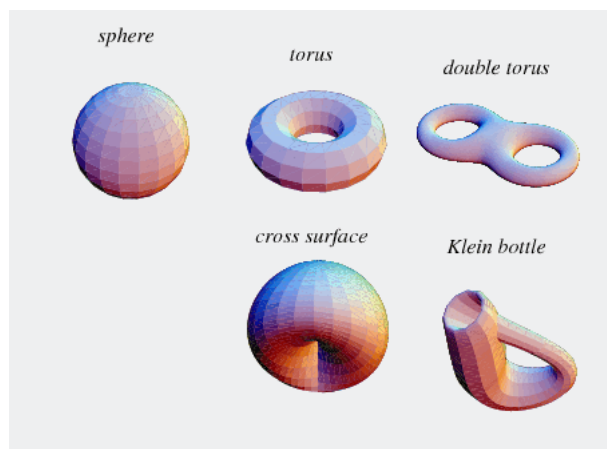 sphere
torus
double torus
cross surface
Klein bottle